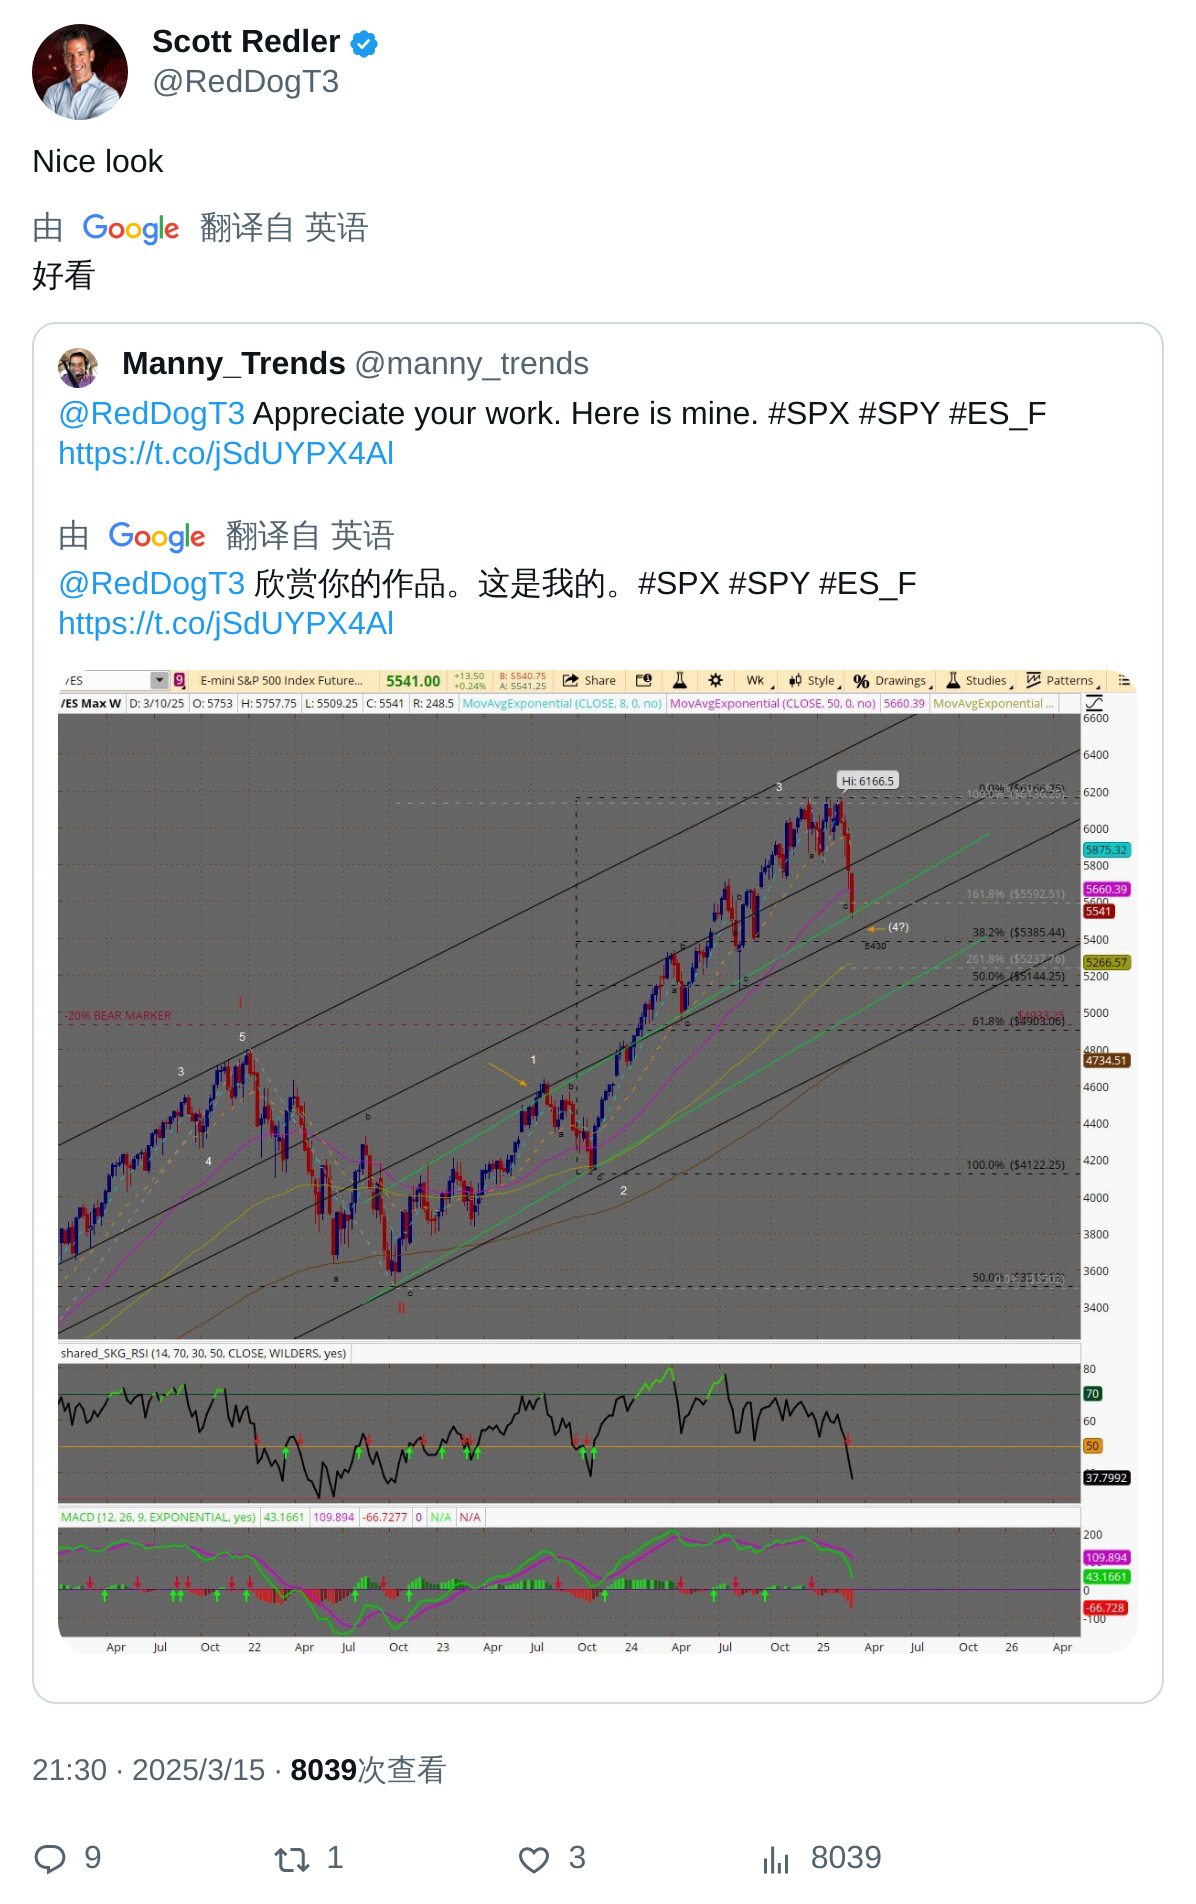 Scott Redler
@RedDogT3
Nice look
由 Google 翻译自 英语
好看
Manny_Trends @manny_trends
@RedDogT3 Appreciate your work. Here is mine. #SPX #SPY #ES_F
https://t.co/jSdUYPX4Al
由 Google 翻译自 英语
@RedDogT3 欣赏你的作品。这是我的。#SPX #SPY #ES_F
https://t.co/jSdUYPX4Al
/ES 9 E-mini S&P 500 Index Future... 5541.00 +13.50 +0.24% B: 5540.75 A: 5541.25 Share Wk Style Drawings Studies Patterns
/ES Max W D: 3/10/25 O: 5753 H: 5757.75 L: 5509.25 C: 5541 R: 248.5 MovAvgExponential (CLOSE, 8, 0, no) MovAvgExponential (CLOSE, 50, 0, no) 5660.39 MovAvgExponential ...
6600
6400
3 Hi: 6166.5
6200
6000
5875.32
a
5800
b 161.8% ($5592.51) 5660.39
5600
c 5541
(4?) 38.2% ($5385.44) 5400
b 5430
261.8% ($5237.76) 5266.57
c 50.0% ($5144.25) 5200
a
I
-20% BEAR MARKER 5000
c 61.8% ($4903.06)
5
4800
3 1 4734.51
b 4600
b a 4400
4 100.0% ($4122.25) 4200
c
2 4000
3800
a 50.0% 3600
c
II 3400
shared_SKG_RSI (14, 70, 30, 50, CLOSE, WILDERS, yes)
80
70
60
50
37.7992
MACD (12, 26, 9, EXPONENTIAL, yes) 43.1661 109.894 -66.7277 0 N/A N/A
200
109.894
43.1661
0
-66.728
-100
Apr Jul Oct 22 Apr Jul Oct 23 Apr Jul Oct 24 Apr Jul Oct 25 Apr Jul Oct 26 Apr
21:30 · 2025/3/15 · 8039次查看
9 1 3 8039